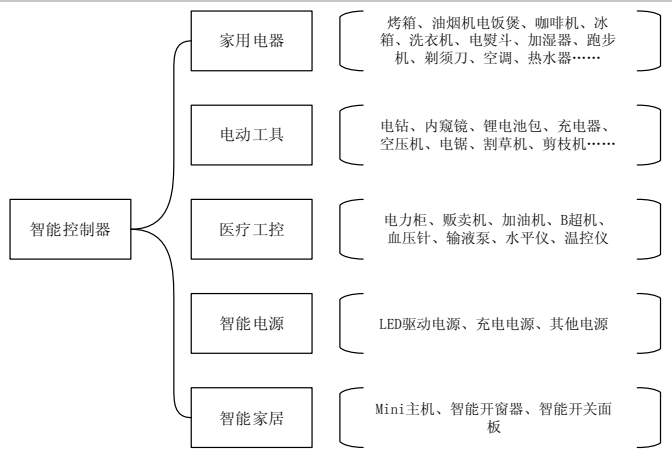 家用电器
烤箱、油烟机电饭煲、咖啡机、冰
箱、洗衣机、电熨斗、加湿器、跑步
机、剃须刀、空调、热水器……
电动工具
电钻、内窥镜、锂电池包、充电器、
空压机、电锯、割草机、剪枝机……
智能控制器
医疗工控
电力柜、贩卖机、加油机、B超机、
血压针、输液泵、水平仪、温控仪
智能电源
LED驱动电源、充电电源、其他电源
智能家居
Mini主机、智能开窗器、智能开关面
板